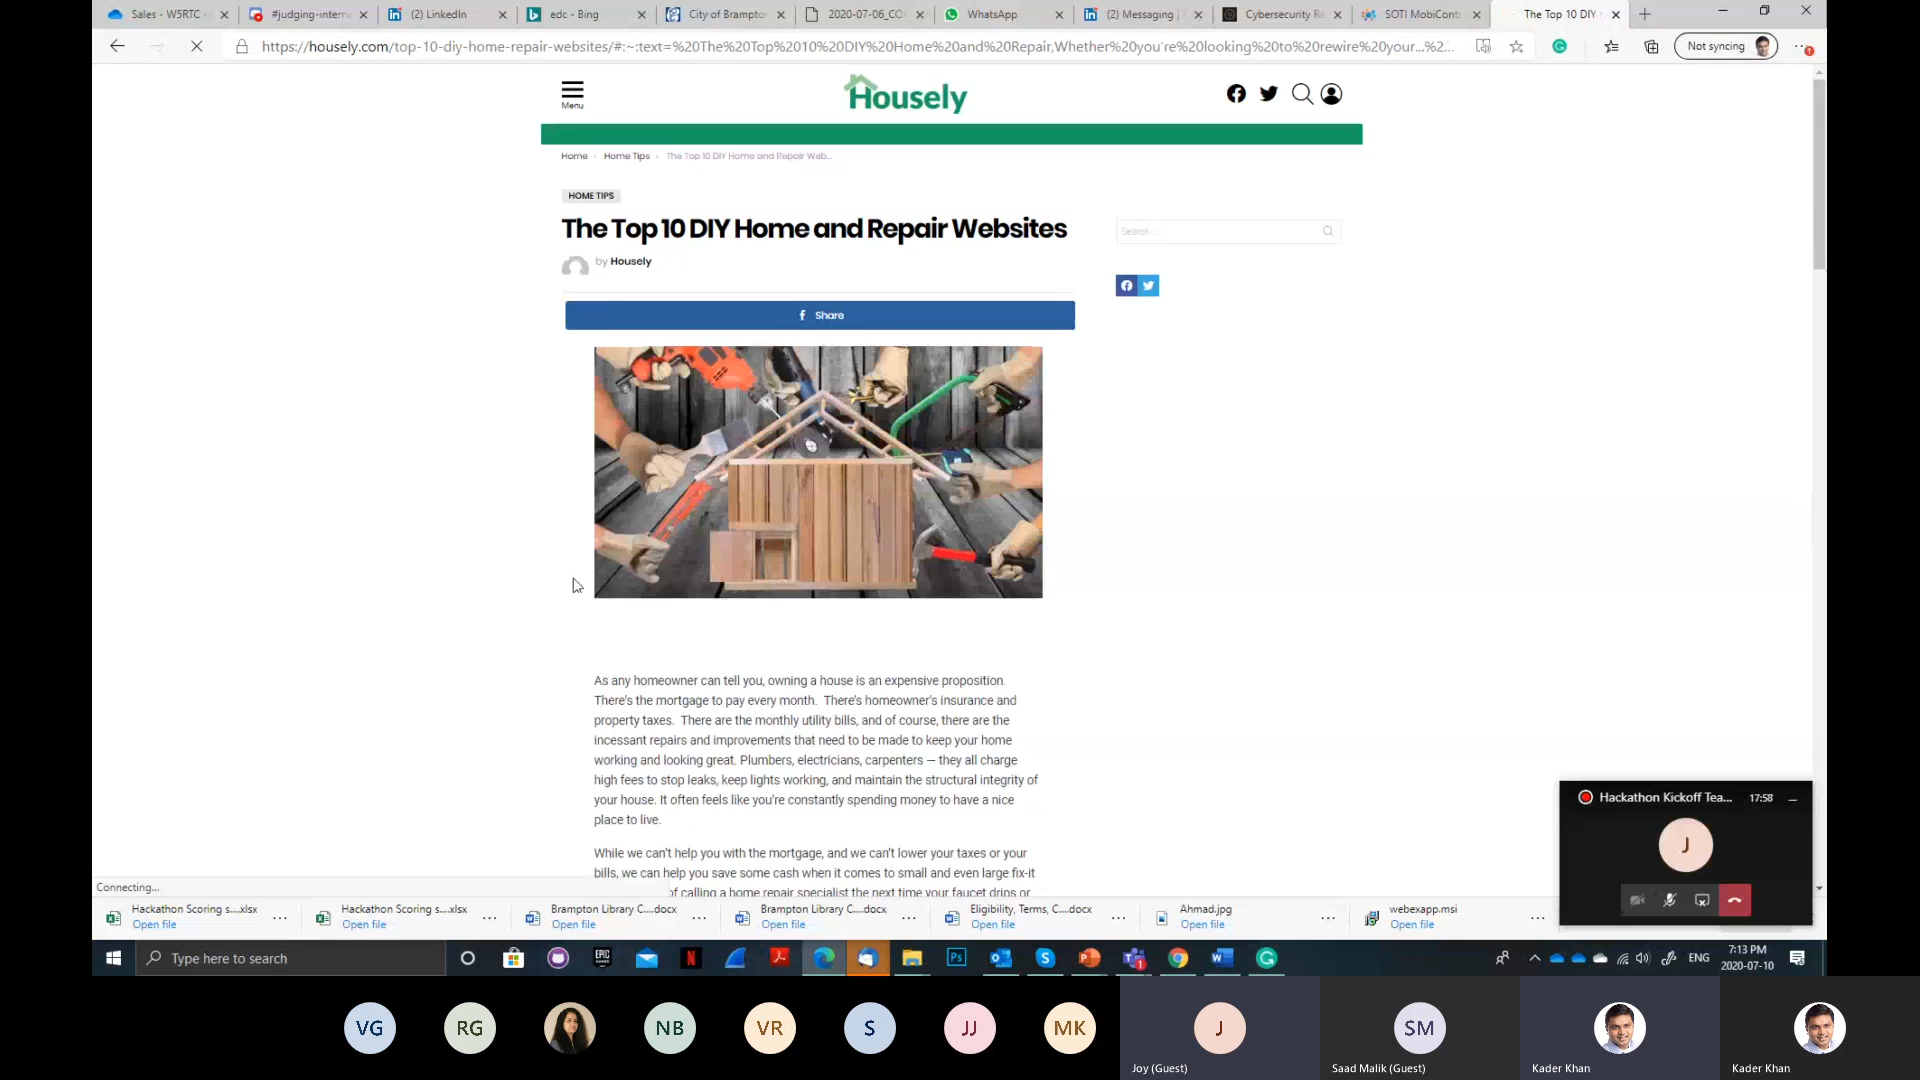 Sales - W5RTC -
#judging-intern
(2) LinkedIn
edc - Bing
City of Brampto
2020-07-06_CO
WhatsApp
(2) Messaging |
Cybersecurity R
SOTI MobiCont
The Top 10 DIY
https://housely.com/top-10-diy-home-repair-websites/#:~:text=%20The%20Top%2010%20DIY%20Home%20and%20Repair,Whether%20you're%20looking%20to%20rewire%20your...%2...
Not syncing
Menu
Housely
Home
Home Tips
The Top 10 DIY Home and Repair Web...
HOME TIPS
The Top 10 DIY Home and Repair Websites
Search
by Housely
Share
As any homeowner can tell you, owning a house is an expensive proposition.
There's the mortgage to pay every month. There's homeowner's insurance and
property taxes. There are the monthly utility bills, and of course, there are the
incessant repairs and improvements that need to be made to keep your home
working and looking great. Plumbers, electricians, carpenters — they all charge
high fees to stop leaks, keep lights working, and maintain the structural integrity of
your house. It often feels like you're constantly spending money to have a nice
place to live.
While we can't help you with the mortgage, and we can't lower your taxes or your
bills, we can help you save some cash when it comes to small and even large fix-it
of calling a home repair specialist the next time your faucet drips or
Hackathon Kickoff Tea...
17:58
J
Connecting...
Hackathon Scoring s....xlsx
Open file
Hackathon Scoring s....xlsx
Open file
Brampton Library C....docx
Open file
Brampton Library C....docx
Open file
Eligibility, Terms, C....docx
Open file
Ahmad.jpg
Open file
webexapp.msi
Open file
Type here to search
EPIC
N
Ps
ENG
7:13 PM
2020-07-10
VG
RG
NB
VR
S
JJ
MK
J
SM
Joy (Guest)
Saad Malik (Guest)
Kader Khan
Kader Khan